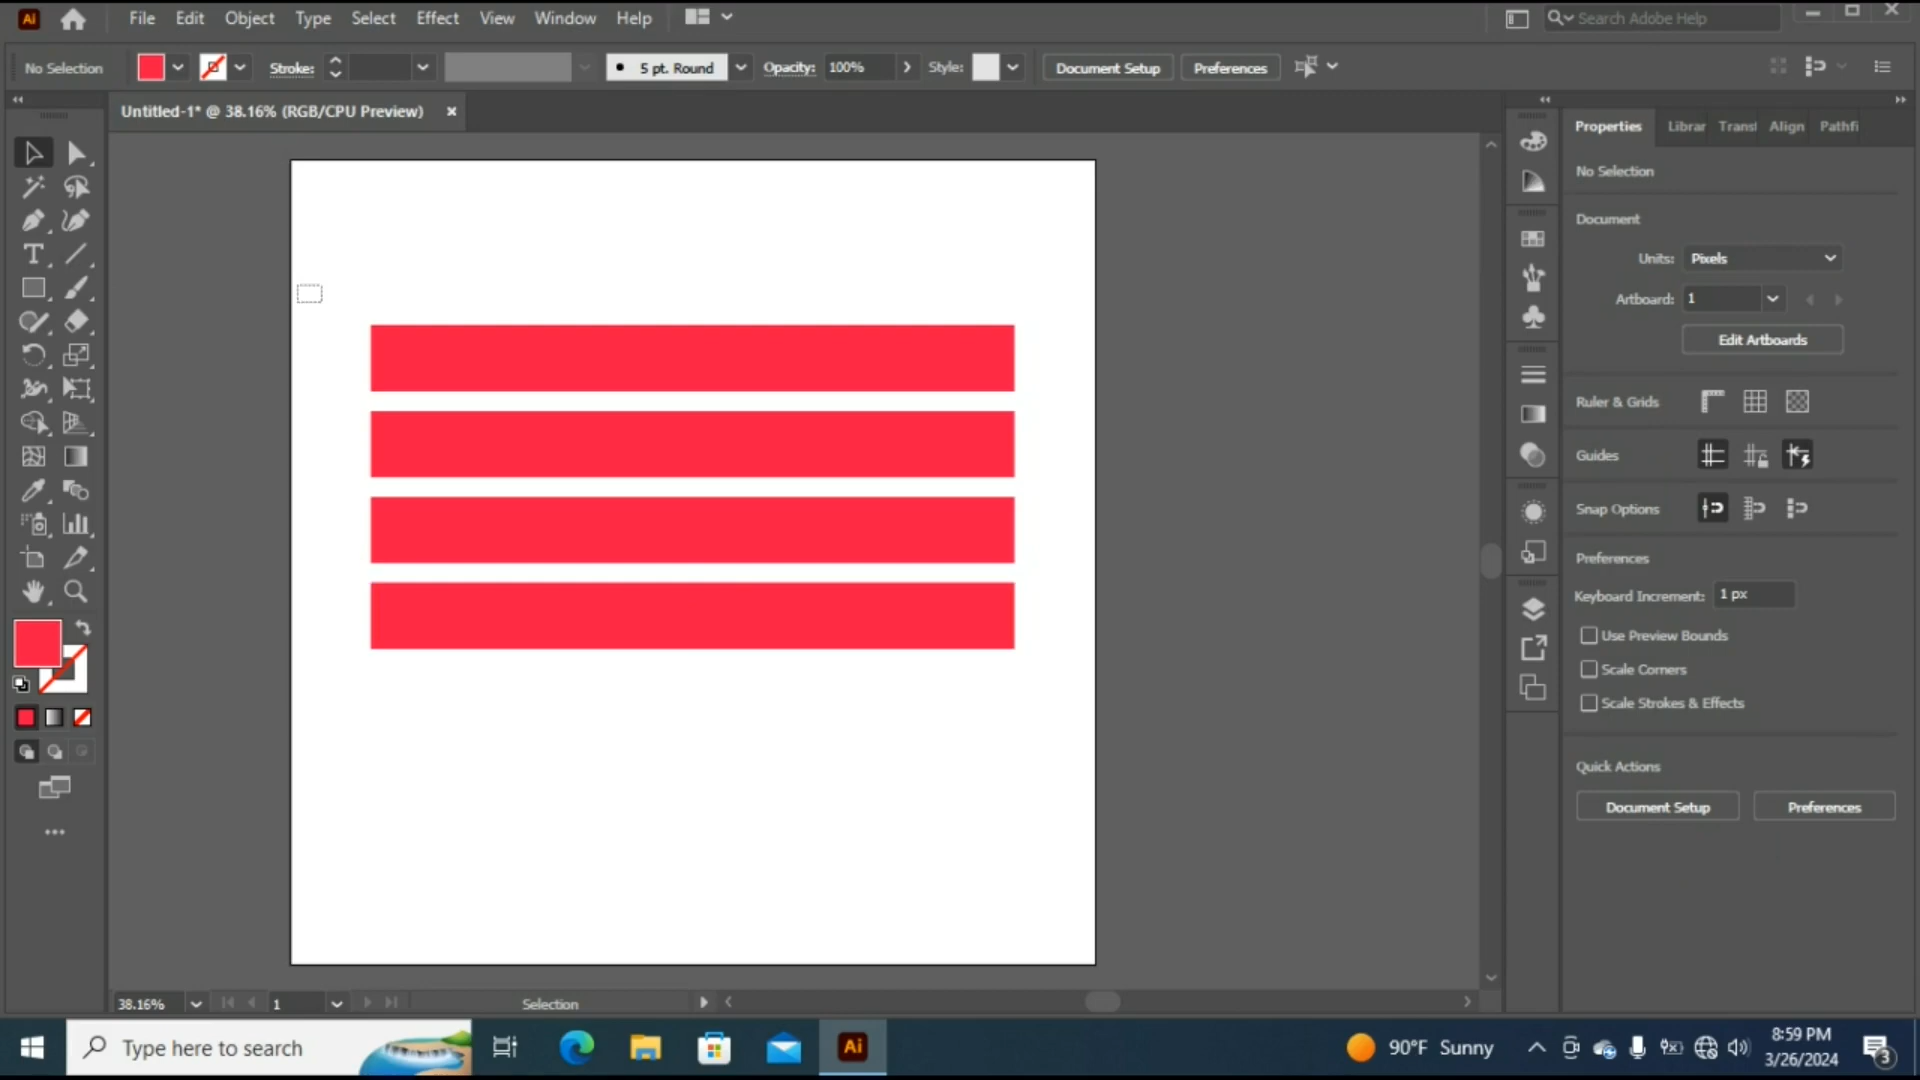 Ai File Edit Object Type Select Effect View Window Help Search Adobe Help
No Selection Stroke: 5 pt. Round Opacity: 100% Style: Document Setup Preferences
Untitled-1* @ 38.16% (RGB/CPU Preview)
Properties Librar Transf Align Pathfi
No Selection
Document
Units: Pixels
Artboard: 1
Edit Artboards
Ruler & Grids
Guides
Snap Options
Preferences
Keyboard Increment: 1 px
Use Preview Bounds
Scale Corners
Scale Strokes & Effects
Quick Actions
Document Setup Preferences
T
38.16% 1 Selection
Type here to search Ai 90°F Sunny 8:59 PM
3/26/2024
3